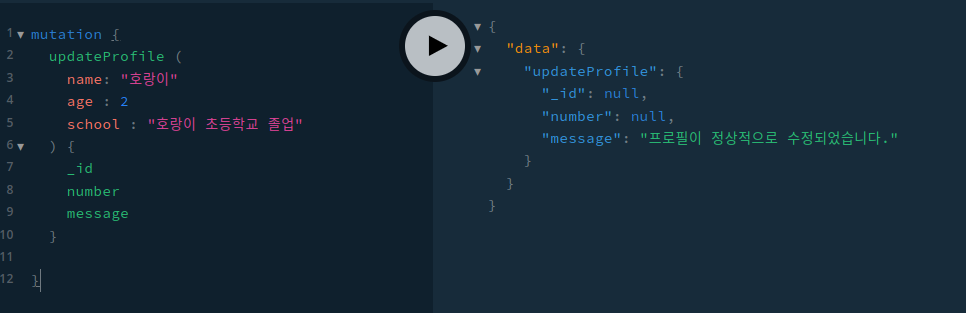 1 mutation {
2 updateProfile (
3 name: "호랑이"
4 age : 2
5 school : "호랑이 초등학교 졸업"
6 ) {
7 _id
8 number
9 message
10 }
11
12 }
{
"data": {
"updateProfile": {
"_id": null,
"number": null,
"message": "프로필이 정상적으로 수정되었습니다."
}
}
}